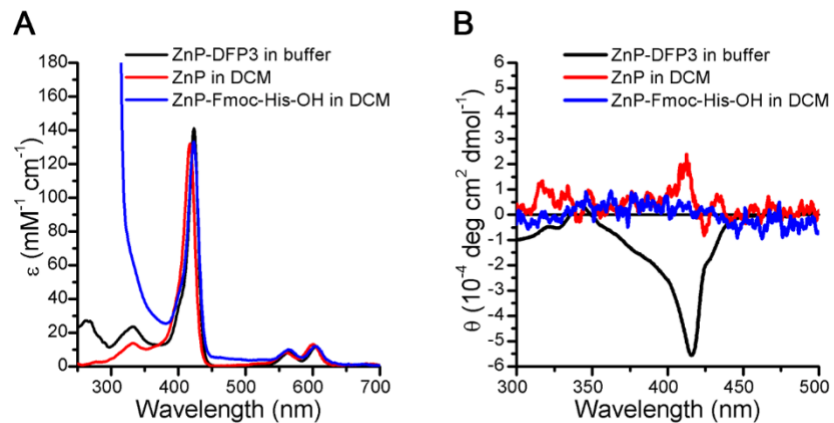 A
ZnP-DFP3 in buffer
ZnP in DCM
ZnP-Fmoc-His-OH in DCM
ε (mM⁻¹ cm⁻¹)
180
160
140
120
100
80
60
40
20
0
300 400 500 600 700
Wavelength (nm)
B
ZnP-DFP3 in buffer
ZnP in DCM
ZnP-Fmoc-His-OH in DCM
θ (10⁻⁴ deg cm² dmol⁻¹)
6
5
4
3
2
1
0
-1
-2
-3
-4
-5
-6
300 350 400 450 500
Wavelength (nm)